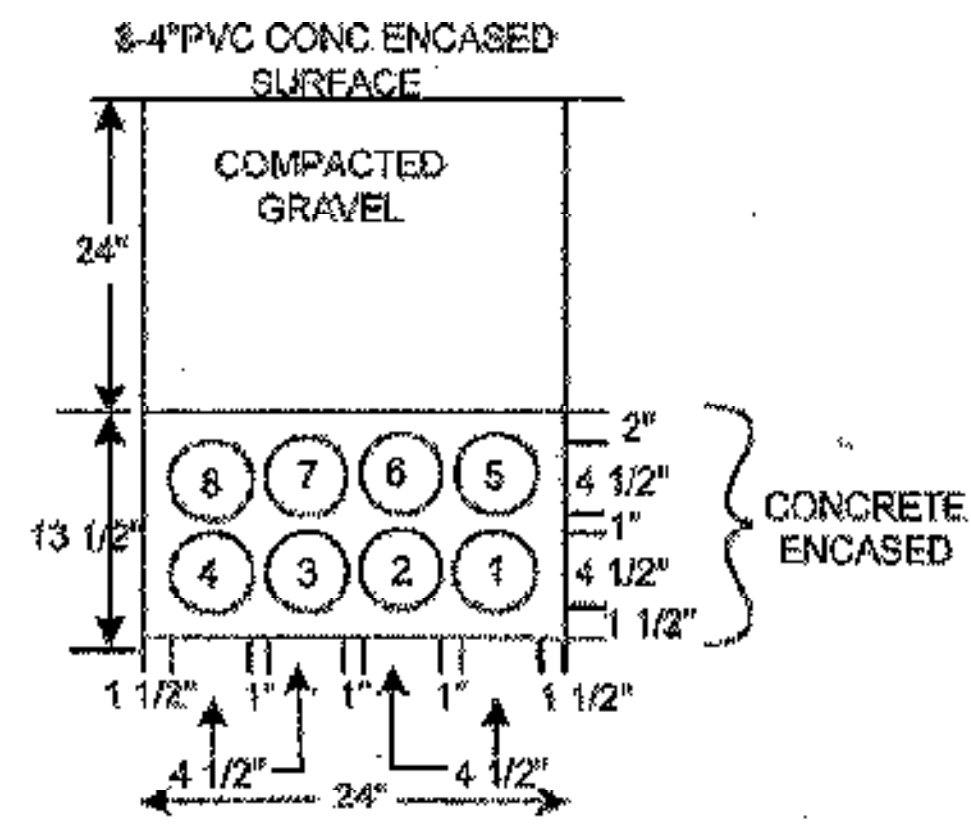 8-4"PVC CONC. ENCASED
SURFACE
COMPACTED
GRAVEL
24"
2"
8 7 6 5 4 1/2"
13 1/2" 1"
CONCRETE
ENCASED
4 3 2 1 4 1/2"
1 1/2"
1 1/2" 1" 1" 1" 1 1/2"
4 1/2" 4 1/2"
24"